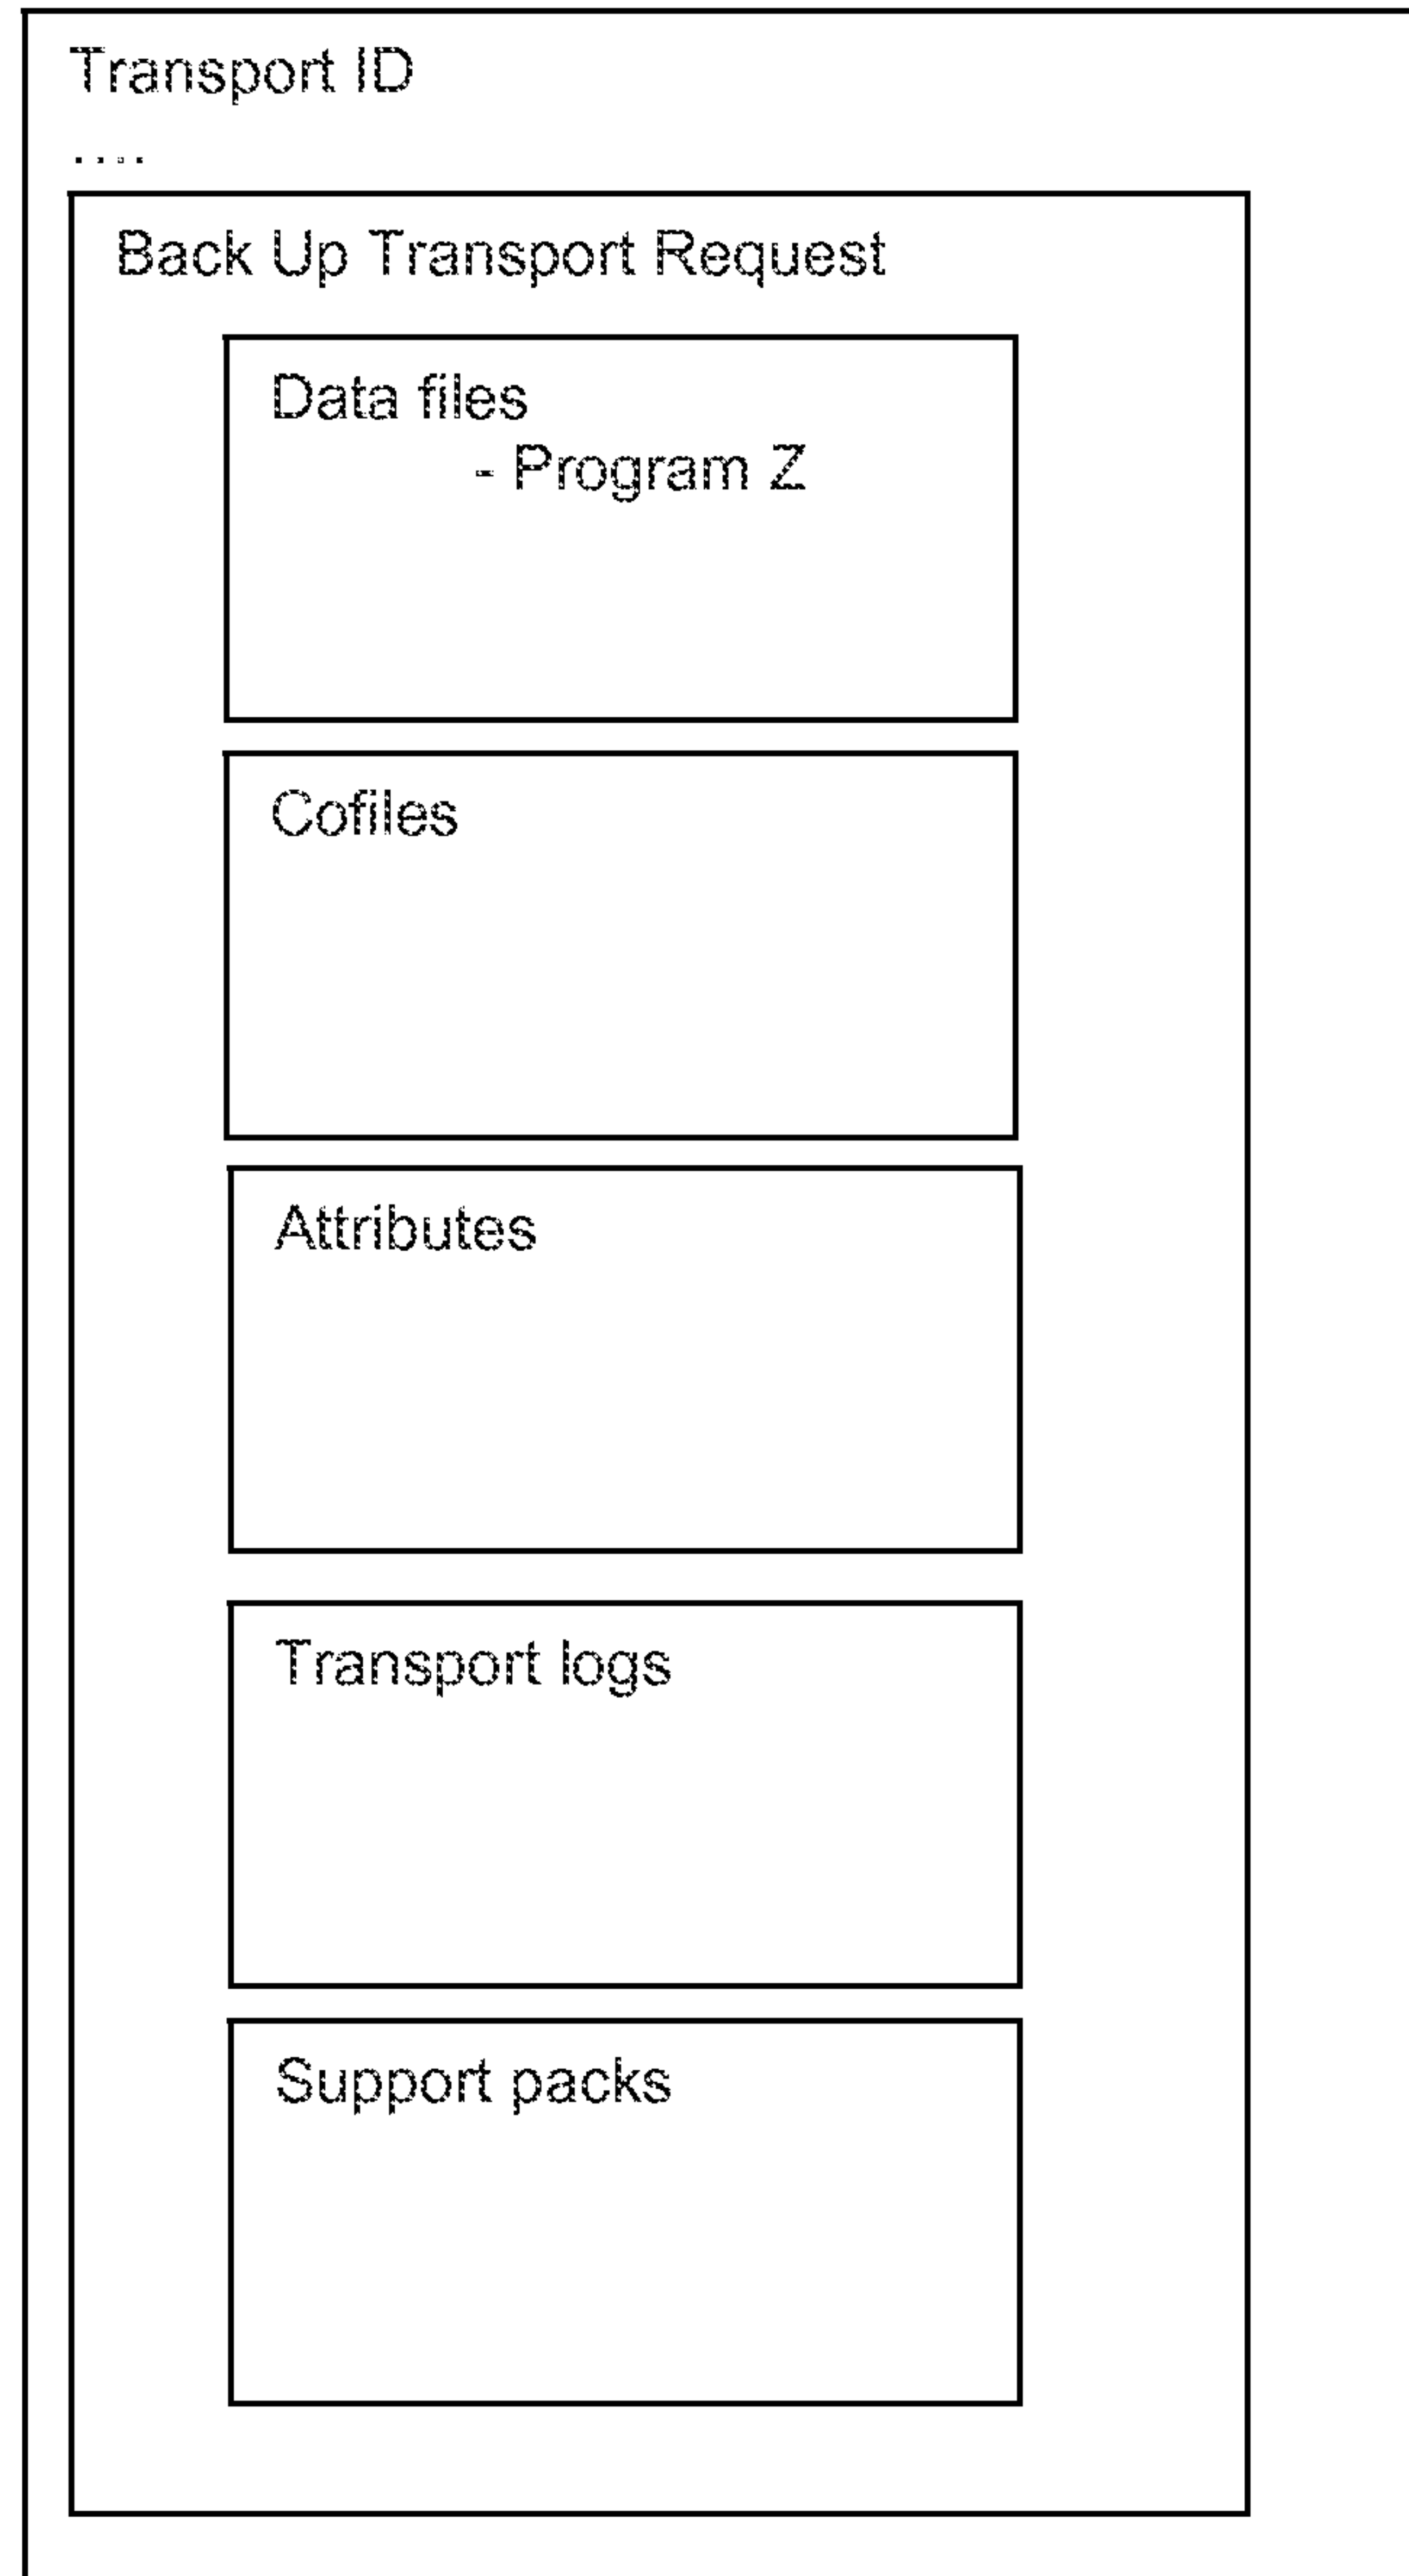 Transport ID
....
Back Up Transport Request
Data files
- Program Z
Cofiles
Attributes
Transport logs
Support packs